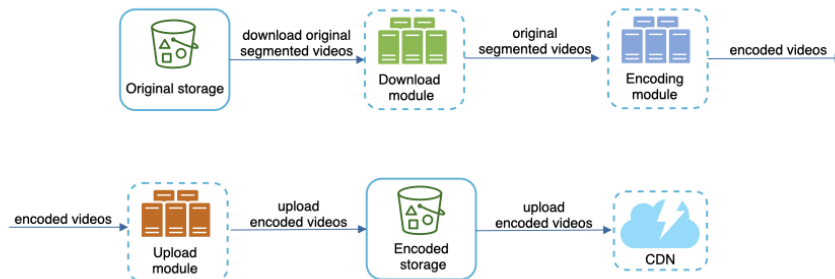 download original
segmented videos
original
segmented videos
encoded videos
Original storage
Download
module
Encoding
module
encoded videos
upload
encoded videos
upload
encoded videos
Upload
module
Encoded
storage
CDN